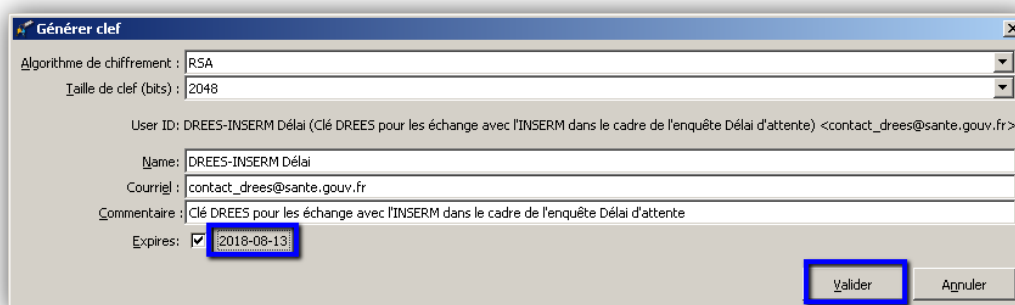 Générer clef
Algorithme de chiffrement : RSA
Taille de clef (bits) : 2048
User ID: DREES-INSERM Délai (Clé DREES pour les échange avec l'INSERM dans le cadre de l'enquête Délai d'attente) <contact_drees@sante.gouv.fr>
Name: DREES-INSERM Délai
Courriel : contact_drees@sante.gouv.fr
Commentaire : Clé DREES pour les échange avec l'INSERM dans le cadre de l'enquête Délai d'attente
Expires: 2018-08-13
Valider Annuler